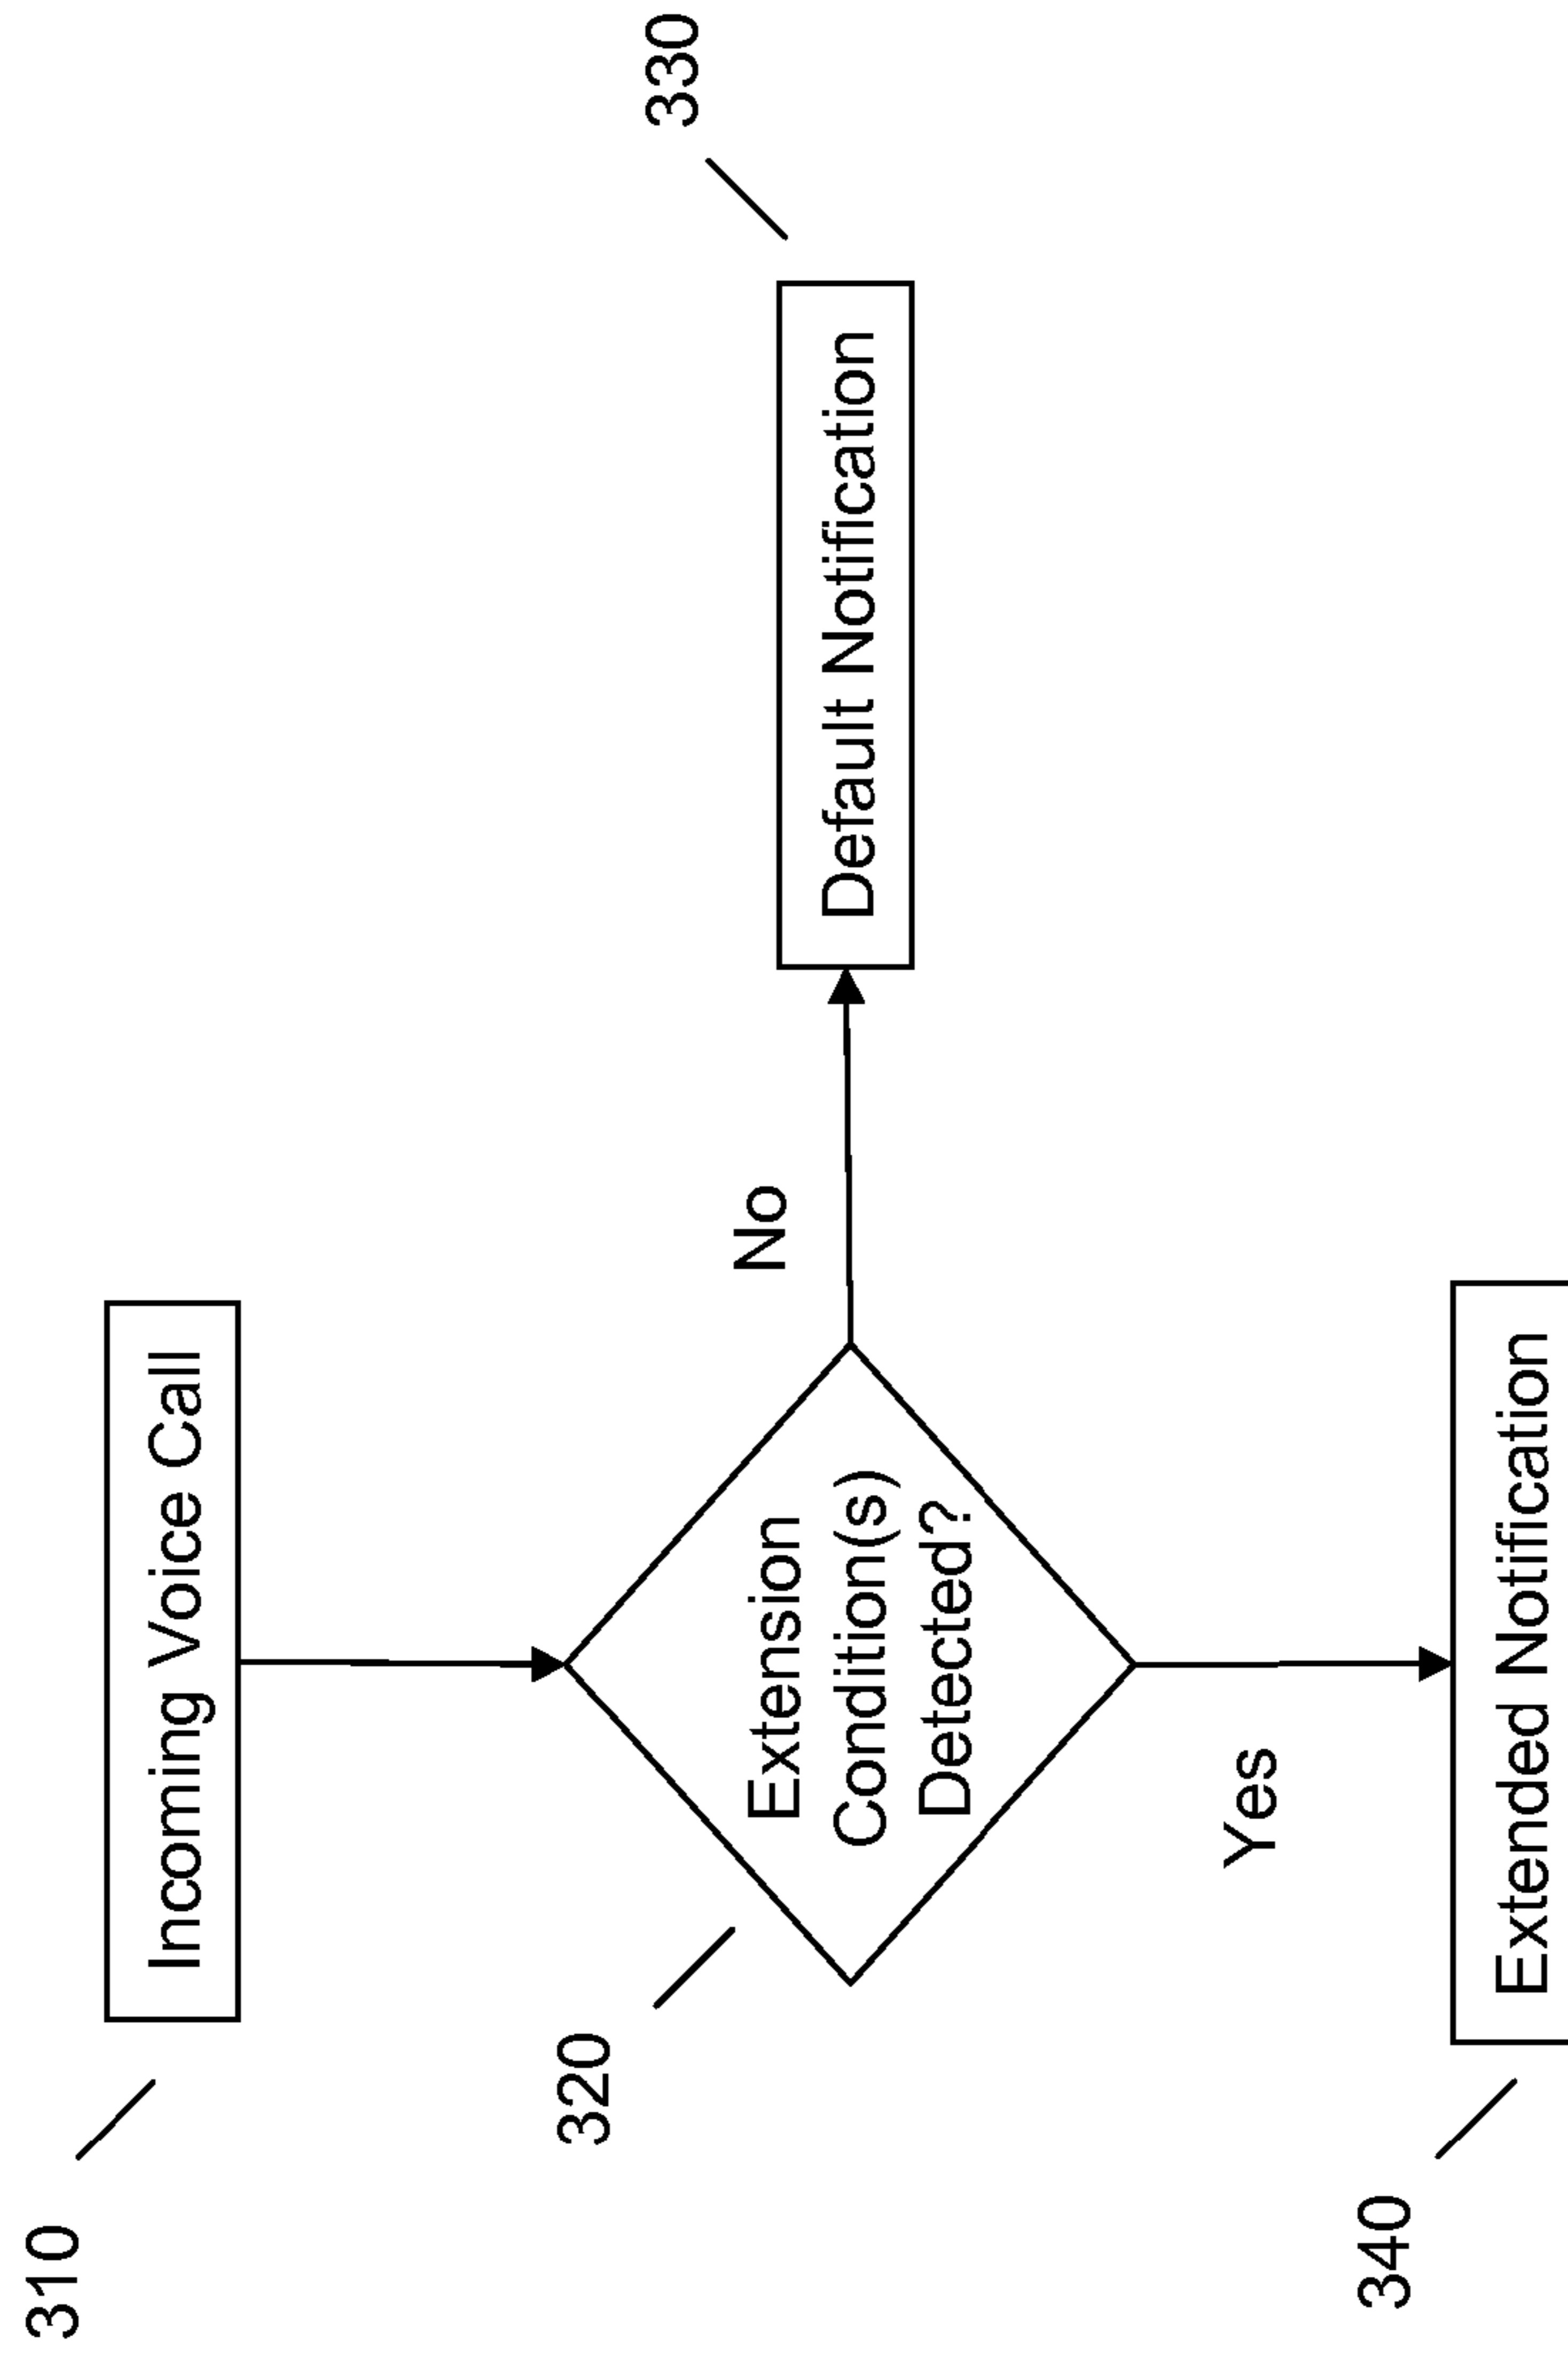 310
Incoming Voice Call
320
Extension
Condition(s)
Detected?
No
330
Default Notification
Yes
340
Extended Notification